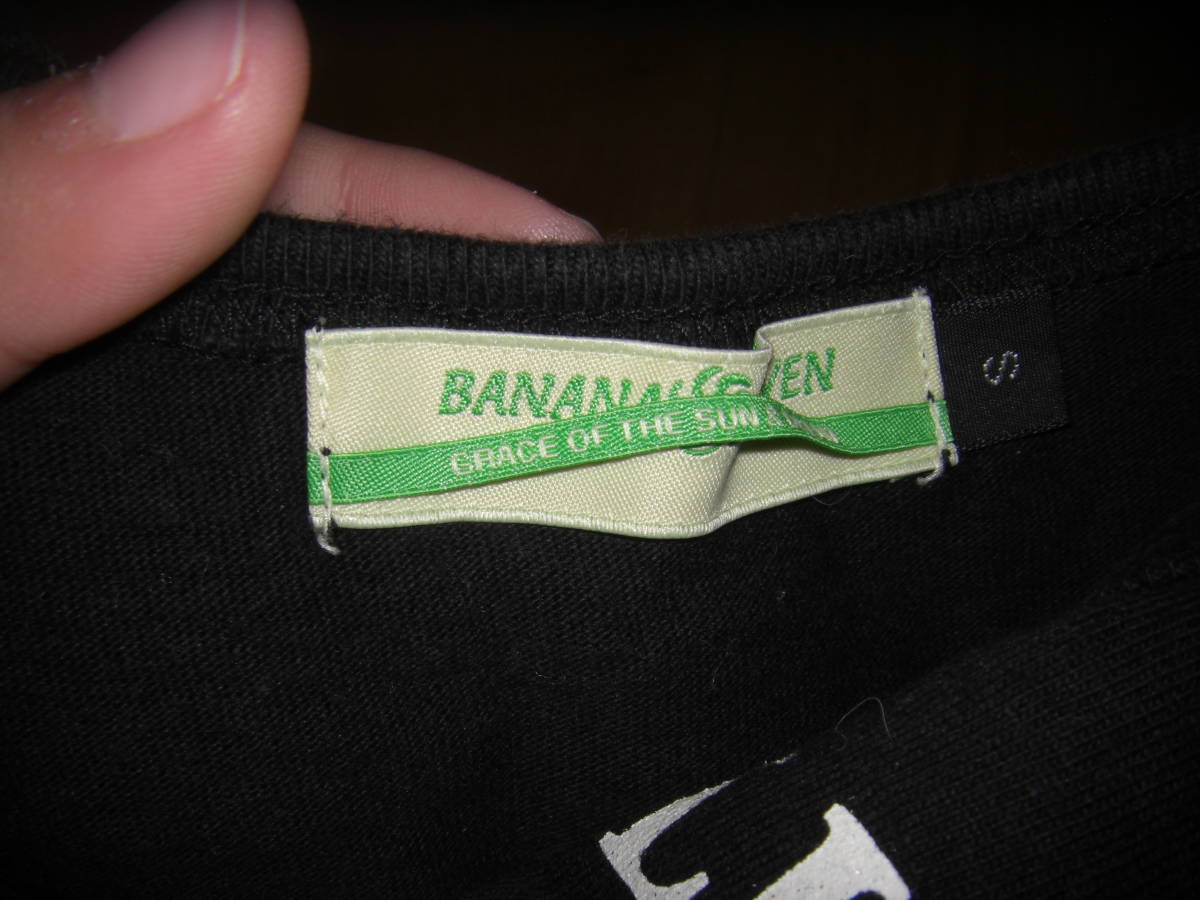 BANANA
GRACE OF THE SUN &
S